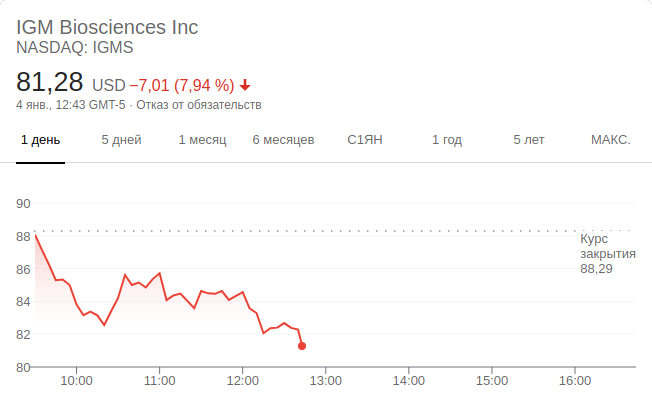 IGM Biosciences Inc
NASDAQ: IGMS
81,28 USD −7,01 (7,94 %)
4 янв., 12:43 GMT-5 · Отказ от обязательств
1 день 5 дней 1 месяц 6 месяцев С1ЯН 1 год 5 лет МАКС.
90
88
86
84
82
80
Курс
закрытия
88,29
10:00 11:00 12:00 13:00 14:00 15:00 16:00